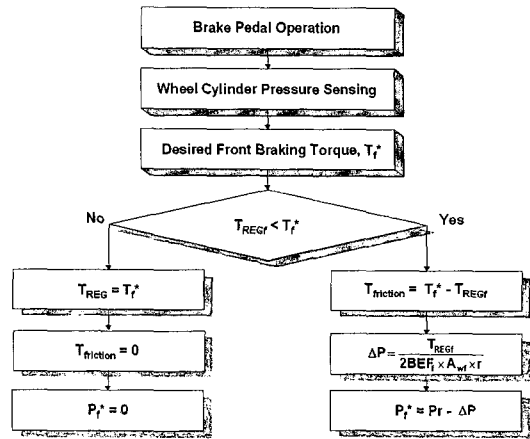 Brake Pedal Operation
Wheel Cylinder Pressure Sensing
Desired Front Braking Torque, T_f^*
T_REGf < T_f^*
No
Yes
T_REG = T_f^*
T_friction = 0
P_f^* = 0
T_friction = T_f^* - T_REGf
ΔP = T_REGf / 2BEF_f × A_wf × r
P_f^* = Pr - ΔP